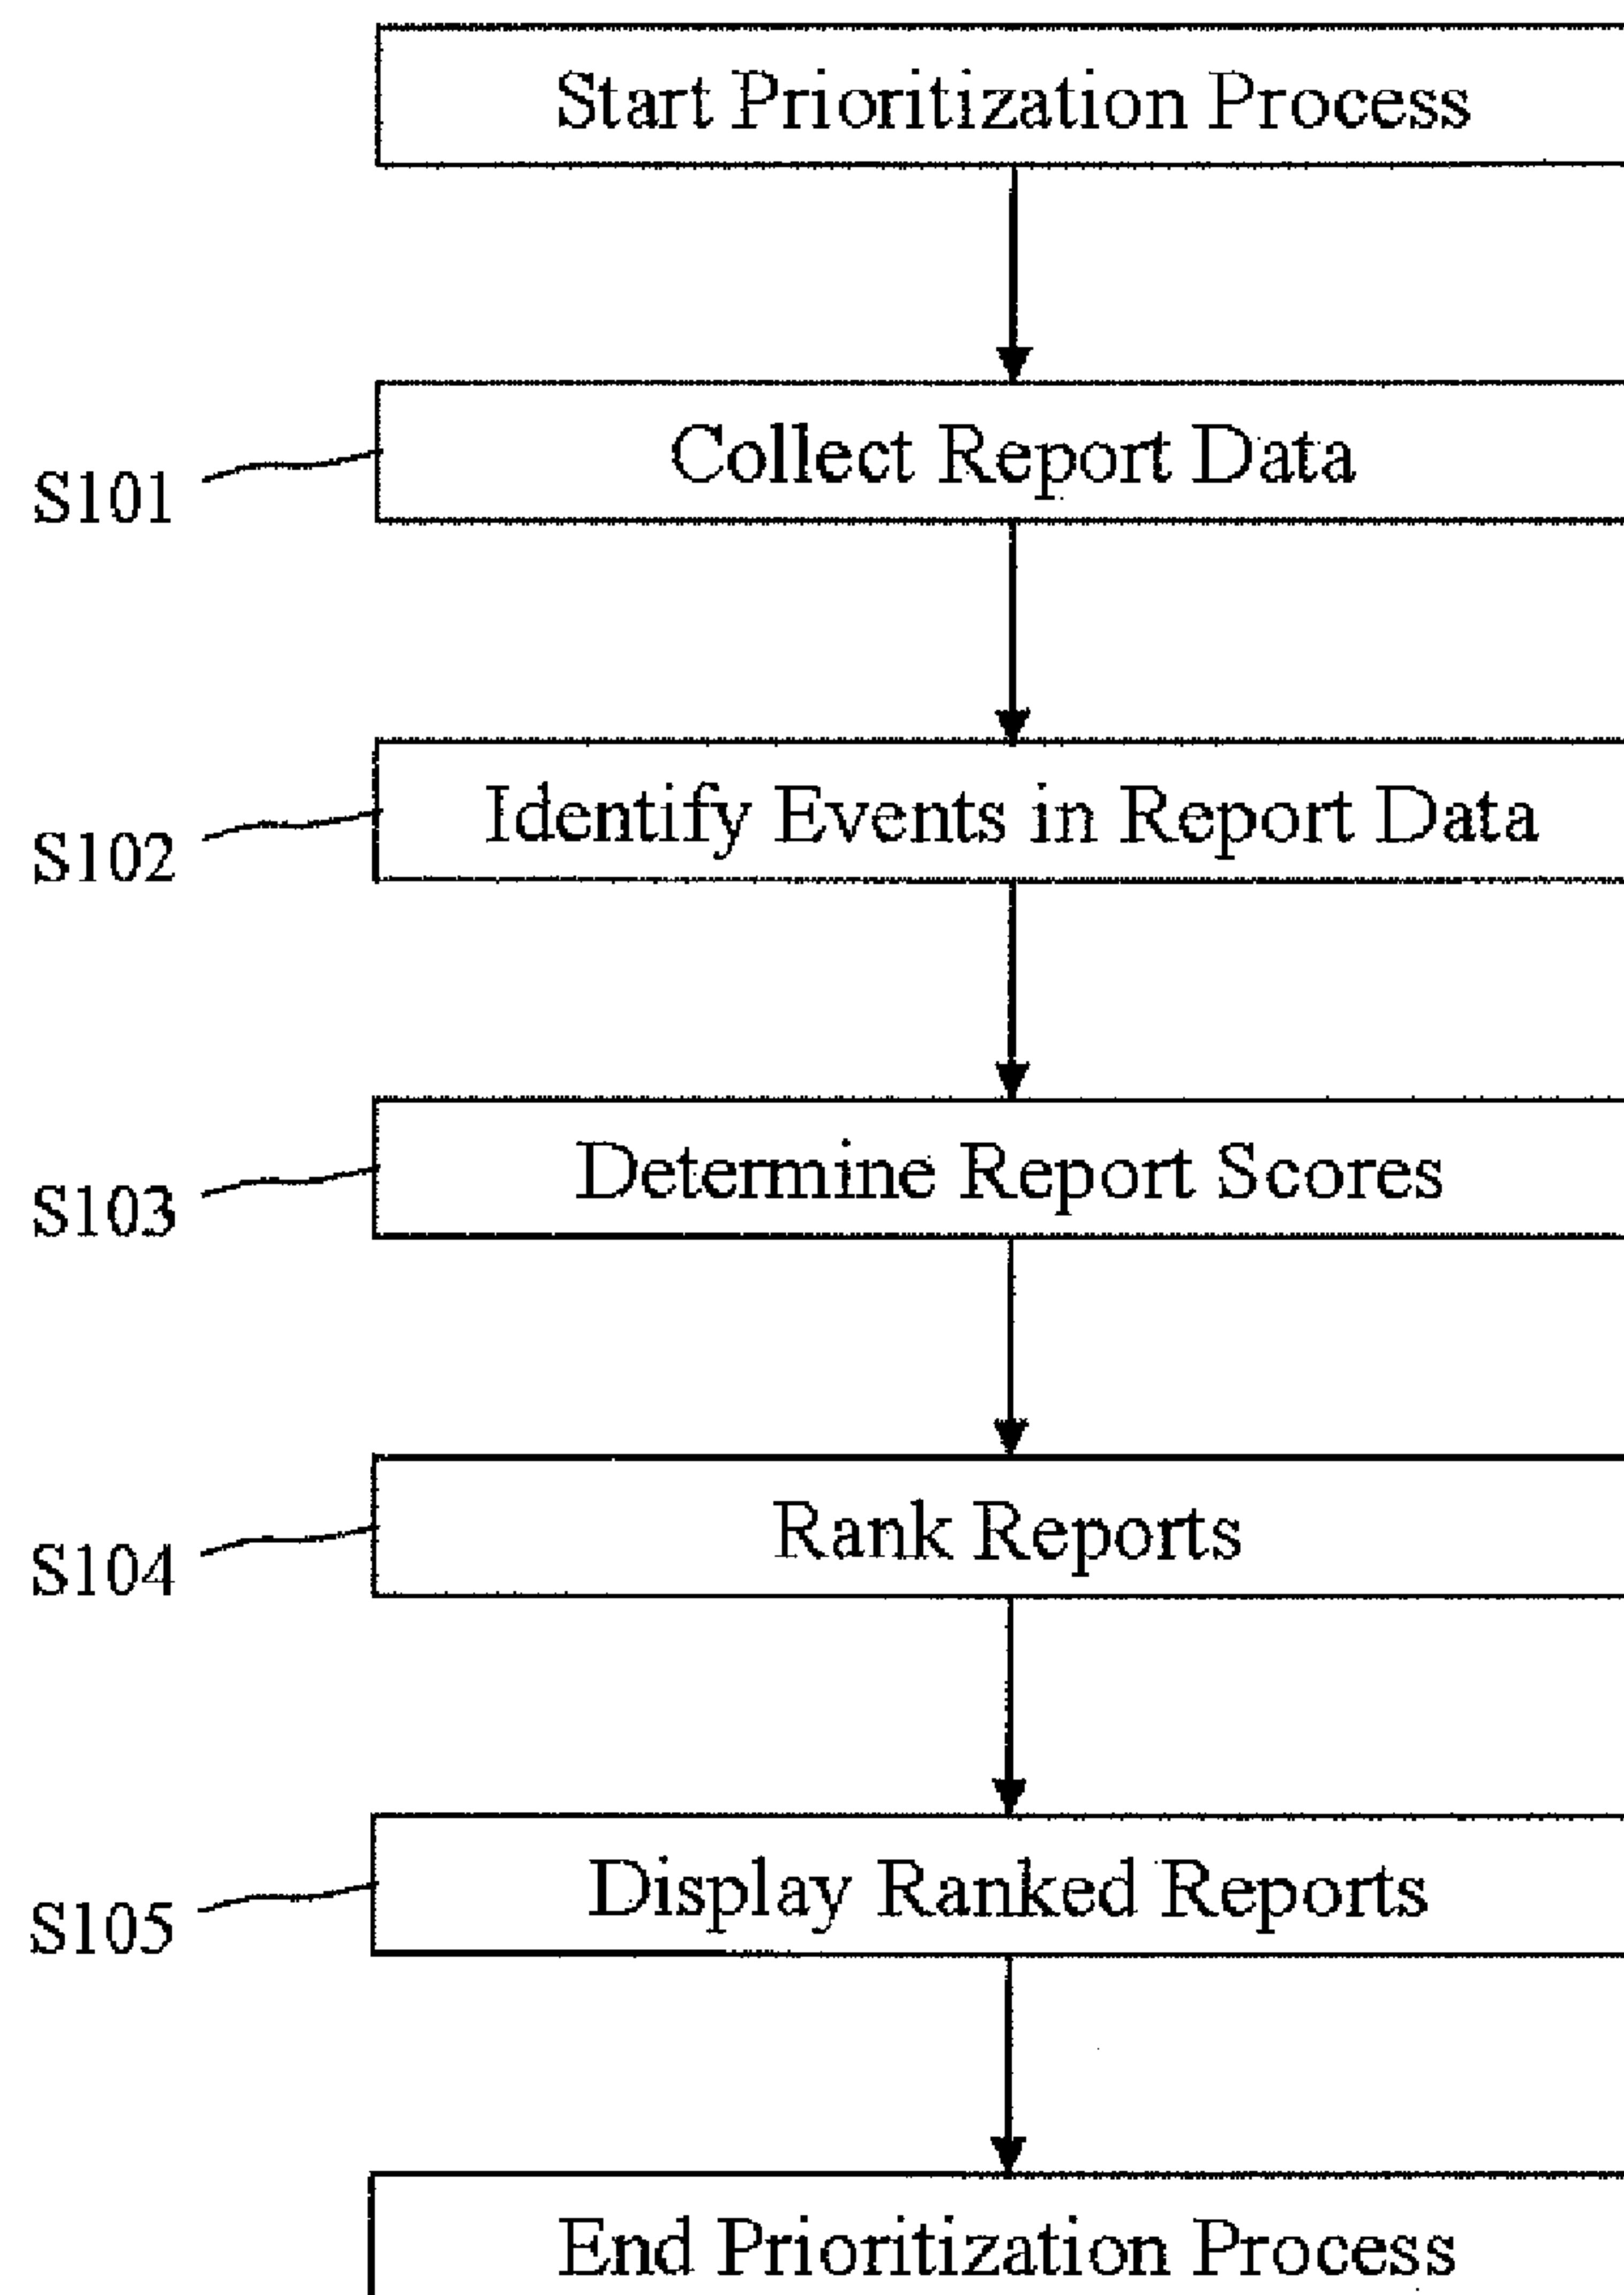 Start Prioritization Process
Collect Report Data
S101
Identify Events in Report Data
S102
Determine Report Scores
S103
Rank Reports
S104
Display Ranked Reports
S105
End Prioritization Process